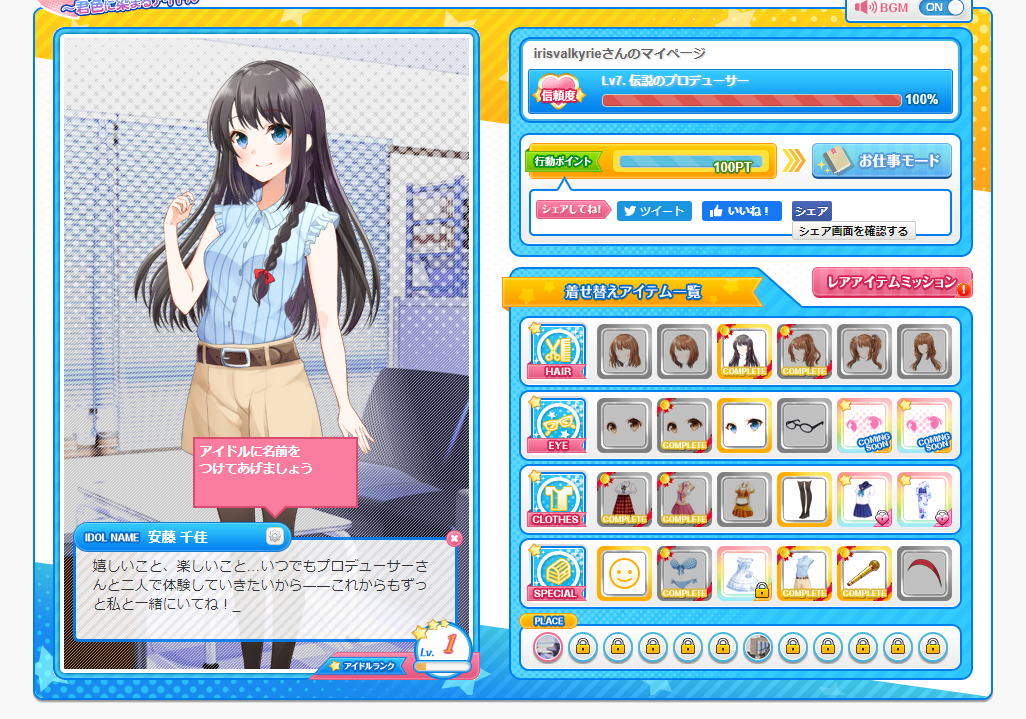 〜君色に染まるアイドル〜
BGM ON
irisvalkyrieさんのマイページ
信頼度
Lv7. 伝説のプロデューサー
100%
行動ポイント
100PT
お仕事モード
シェアしてね!
ツイート
いいね！
シェア
シェア画面を確認する
着せ替えアイテム一覧
レアアイテムミッション
!
HAIR
COMPLETE
COMPLETE
EYE
COMPLETE
COMING SOON
COMING SOON
CLOTHES
COMPLETE
COMPLETE
SPECIAL
COMPLETE
COMPLETE
COMPLETE
PLACE
アイドルに名前を
つけてあげましょう
IDOL NAME 安藤 千佳
嬉しいこと、楽しいこと…いつでもプロデューサーさ
んと二人で体験していきたいから――これからもずっ
と私と一緒にいてね！_
アイドルランク
Lv. 1